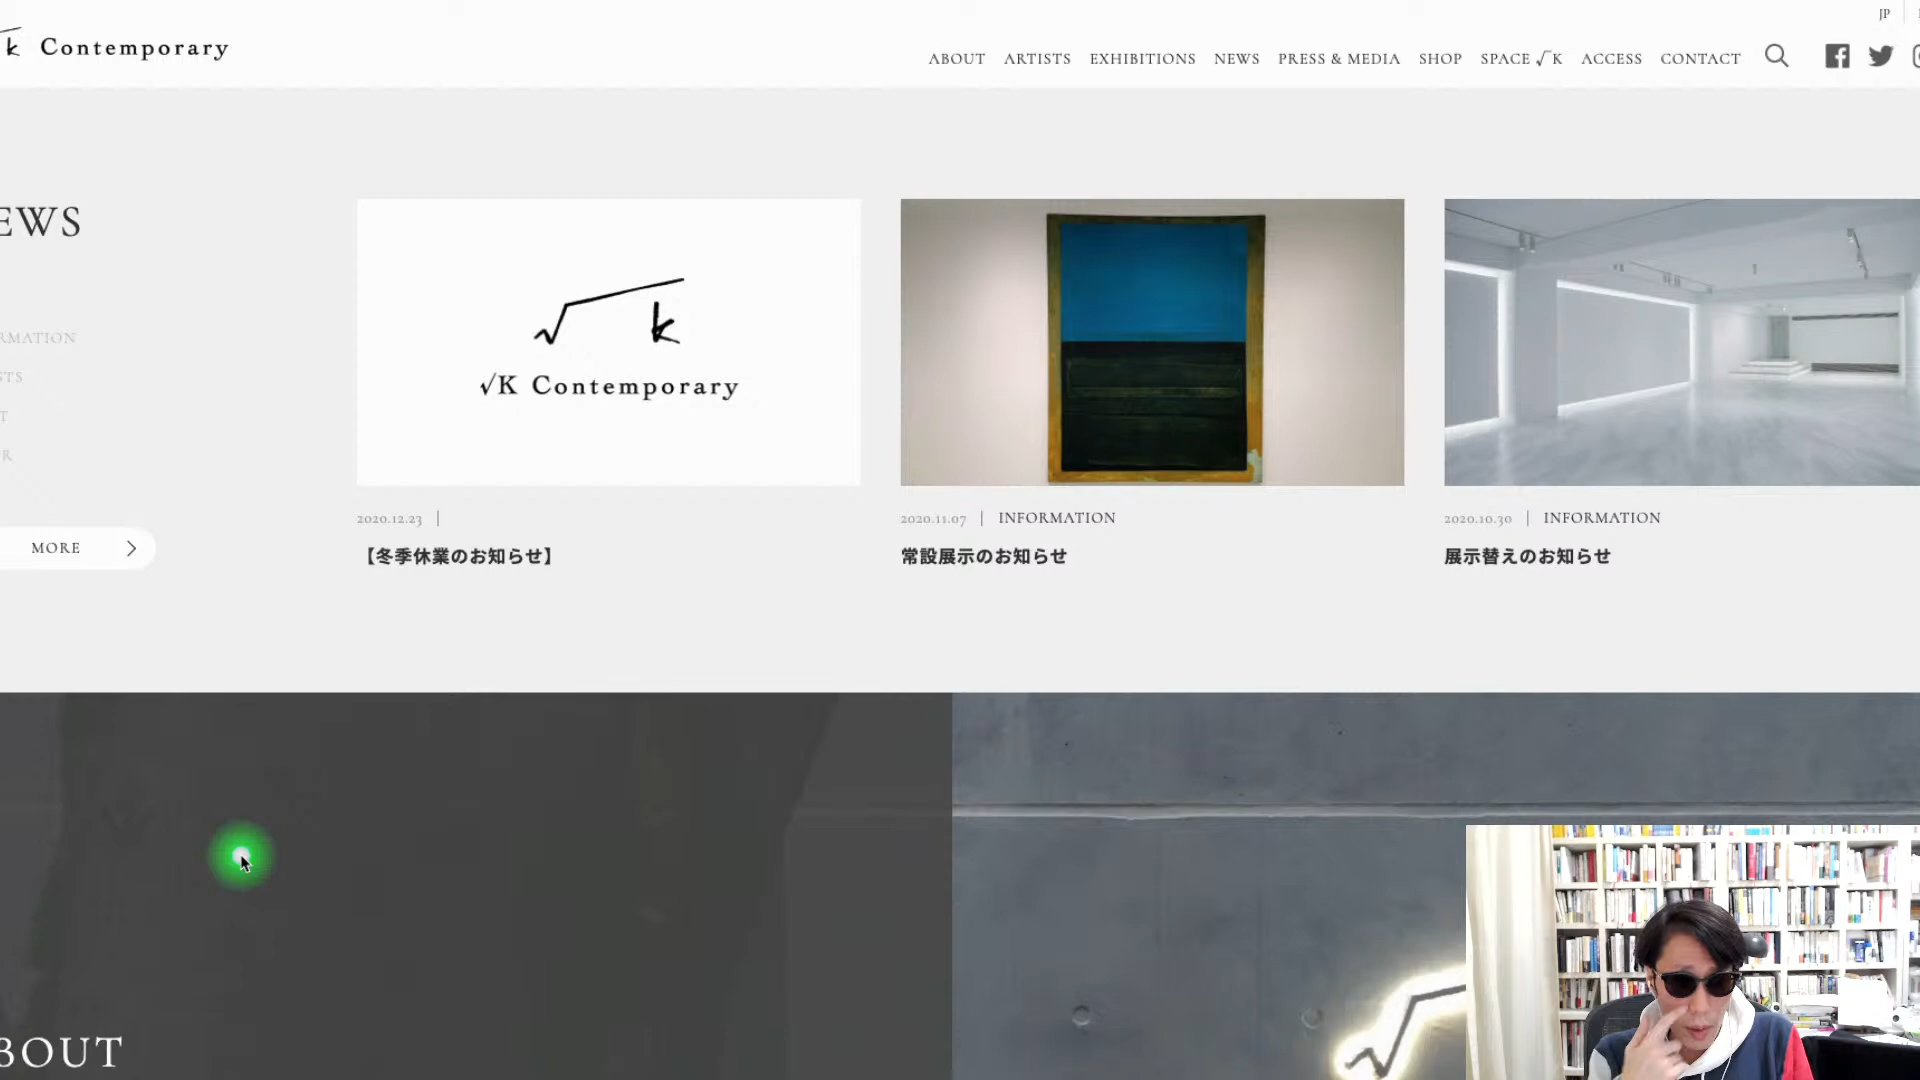 JP
k Contemporary
ABOUT ARTISTS EXHIBITIONS NEWS PRESS & MEDIA SHOP SPACE √K ACCESS CONTACT
EWS
RMATION
STS
T
R
MORE
√ k
√K Contemporary
2020.12.23 |
【冬季休業のお知らせ】
2020.11.07 | INFORMATION
常設展示のお知らせ
2020.10.30 | INFORMATION
展示替えのお知らせ
BOUT